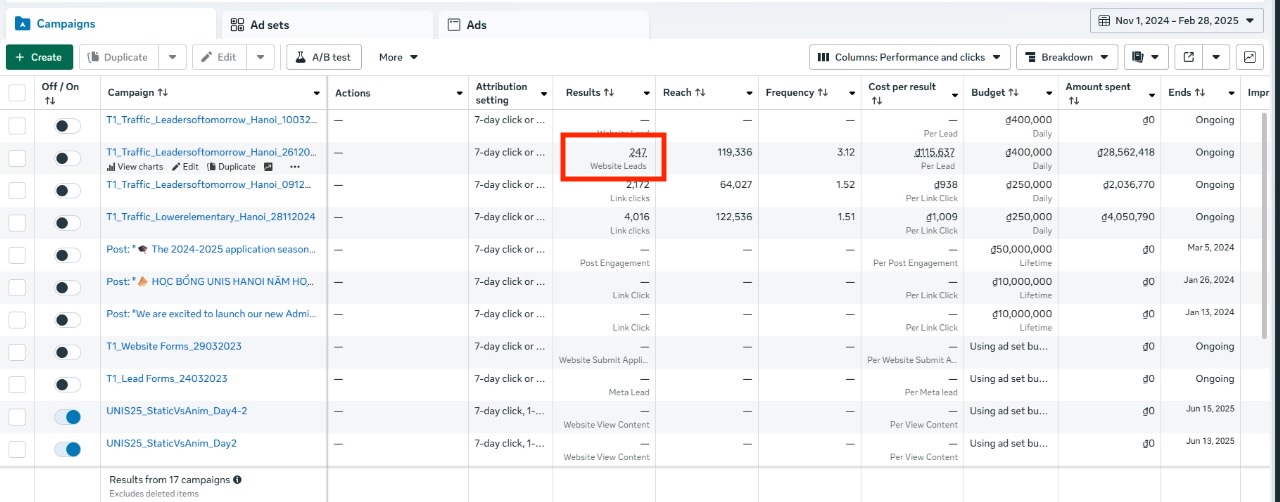 Campaigns
Ad sets
Ads
Nov 1, 2024 – Feb 28, 2025
+ Create
Duplicate
Edit
A/B test
More
Columns: Performance and clicks
Breakdown
Off / On ↑↓ Campaign ↑↓ Actions Attribution setting Results ↑↓ Reach ↑↓ Frequency ↑↓ Cost per result ↑↓ Budget ↑↓ Amount spent ↑↓ Ends ↑↓ Impr
T1_Traffic_Leadersoftomorrow_Hanoi_10032... — 7-day click or ... — — — — ₫400,000 ₫0 Ongoing
Website Lead Per Lead Daily
T1_Traffic_Leadersoftomorrow_Hanoi_26120... — 7-day click or ... 247 119,336 3.12 ₫115,637 ₫400,000 ₫28,562,418 Ongoing
View charts Edit Duplicate ••• Website Leads Per Lead Daily
T1_Traffic_Leadersoftomorrow_Hanoi_0912... — 7-day click or ... 2,172 64,027 1.52 ₫938 ₫250,000 ₫2,036,770 Ongoing
Link clicks Per Link Click Daily
T1_Traffic_Lowerelementary_Hanoi_28112024 — 7-day click or ... 4,016 122,536 1.51 ₫1,009 ₫250,000 ₫4,050,790 Ongoing
Link clicks Per Link Click Daily
Post: "🎓 The 2024-2025 application season... — 7-day click or ... — — — — ₫50,000,000 ₫0 Mar 5, 2024
Post Engagement Per Post Engagement Lifetime
Post: "📣 HỌC BỔNG UNIS HANOI NĂM HỌ... — 7-day click or ... — — — — ₫10,000,000 ₫0 Jan 26, 2024
Link Click Per Link Click Lifetime
Post: "We are excited to launch our new Admi... — 7-day click or ... — — — — ₫10,000,000 ₫0 Jan 13, 2024
Link Click Per Link Click Lifetime
T1_Website Forms_29032023 — 7-day click or ... — — — — Using ad set bu... ₫0 Ongoing
Website Submit Appli... Per Website Submit A...
T1_Lead Forms_24032023 — 7-day click or ... — — — — Using ad set bu... ₫0 Ongoing
Meta Lead Per Meta lead
UNIS25_StaticVsAnim_Day4-2 — 7-day click, 1-... — — — — Using ad set bu... ₫0 Jun 15, 2025
Website View Content Per View Content
UNIS25_StaticVsAnim_Day2 — 7-day click, 1-... — — — — Using ad set bu... ₫0 Jun 13, 2025
Website View Content Per View Content
Results from 17 campaigns
Excludes deleted items